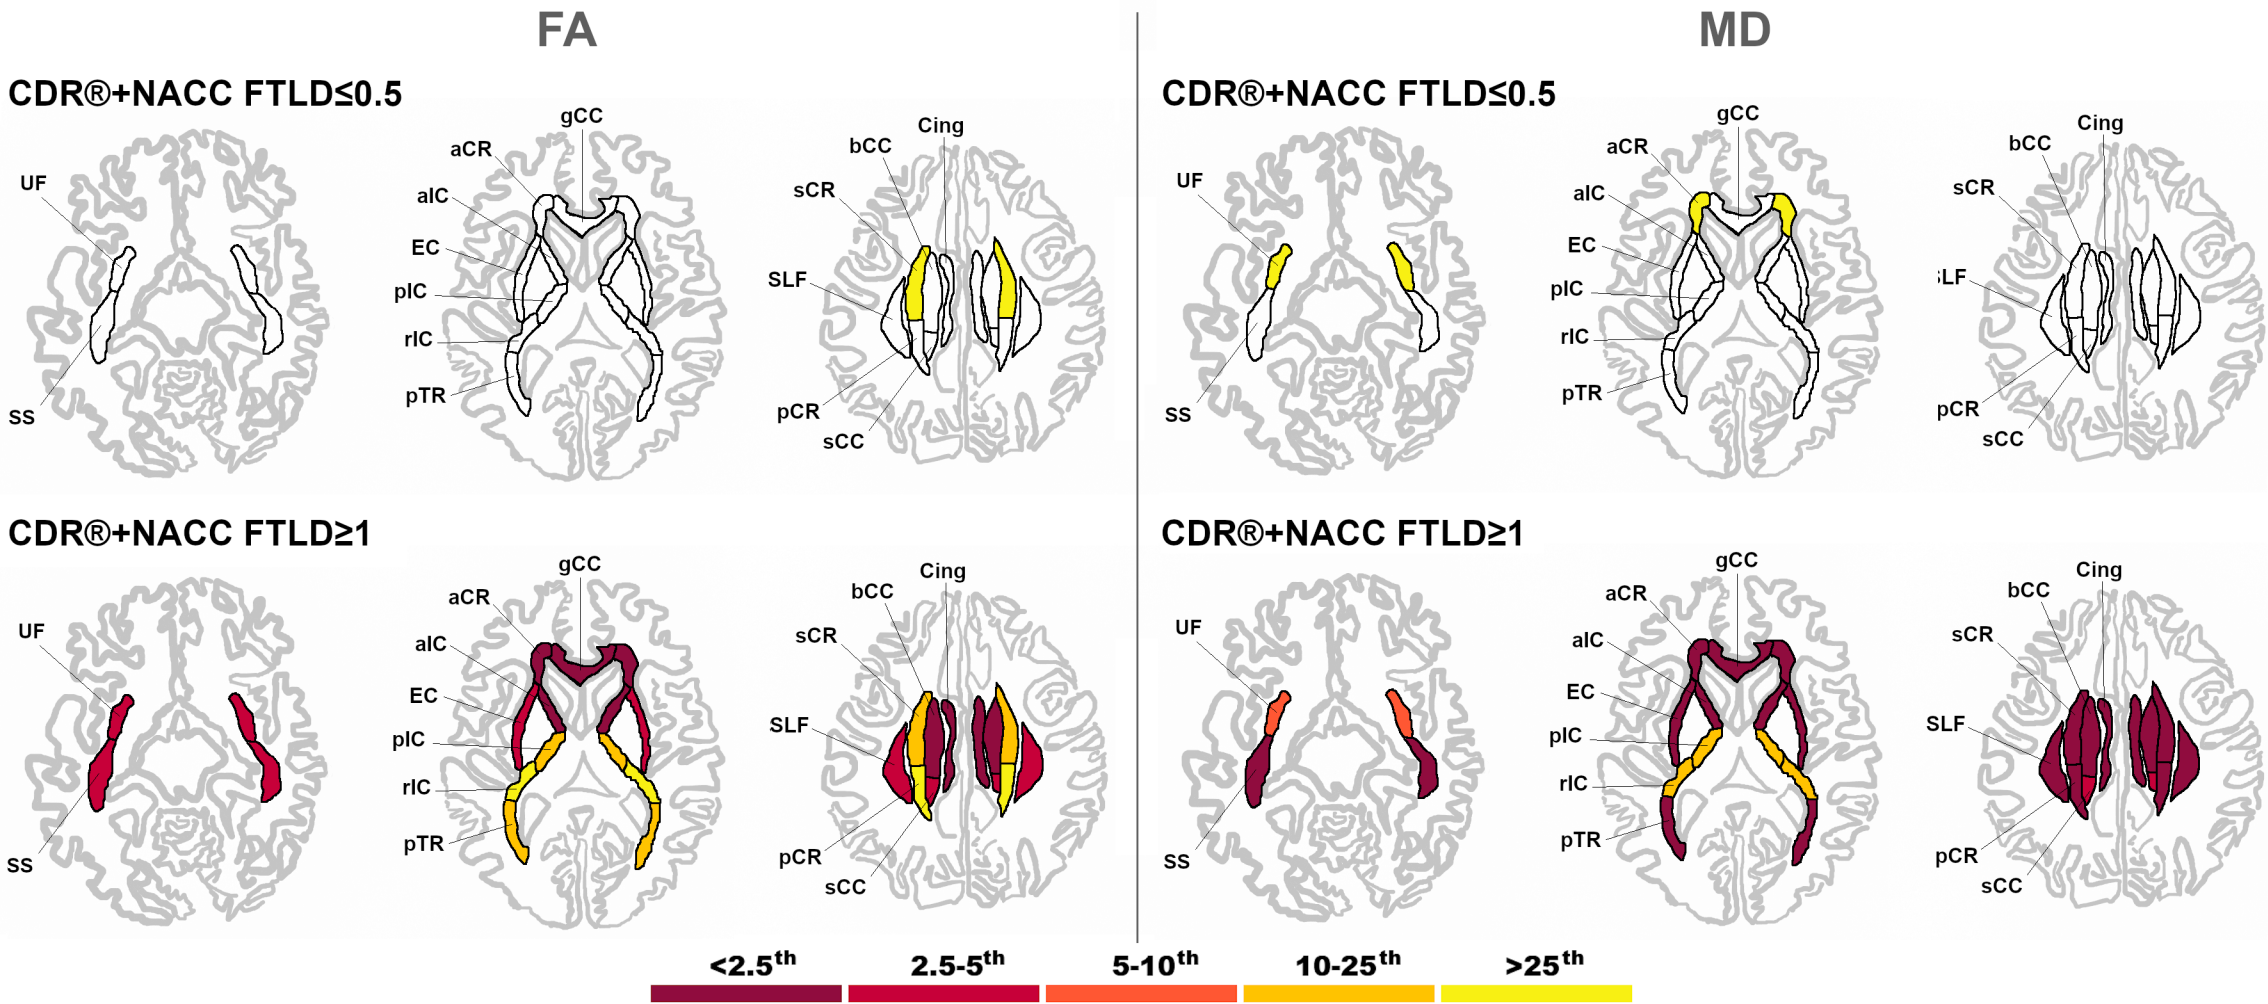 FA
MD
CDR®+NACC FTLD≤0.5
UF
SS
gCC
aCR
aIC
EC
pIC
rIC
pTR
Cing
bCC
sCR
SLF
pCR
sCC
CDR®+NACC FTLD≤0.5
UF
SS
gCC
aCR
aIC
EC
pIC
rIC
pTR
Cing
bCC
sCR
LF
pCR
sCC
CDR®+NACC FTLD≥1
UF
SS
gCC
aCR
aIC
EC
pIC
rIC
pTR
Cing
bCC
sCR
SLF
pCR
sCC
CDR®+NACC FTLD≥1
UF
SS
gCC
aCR
aIC
EC
pIC
rIC
pTR
Cing
bCC
sCR
SLF
pCR
sCC
<2.5th 2.5-5th 5-10th 10-25th >25th